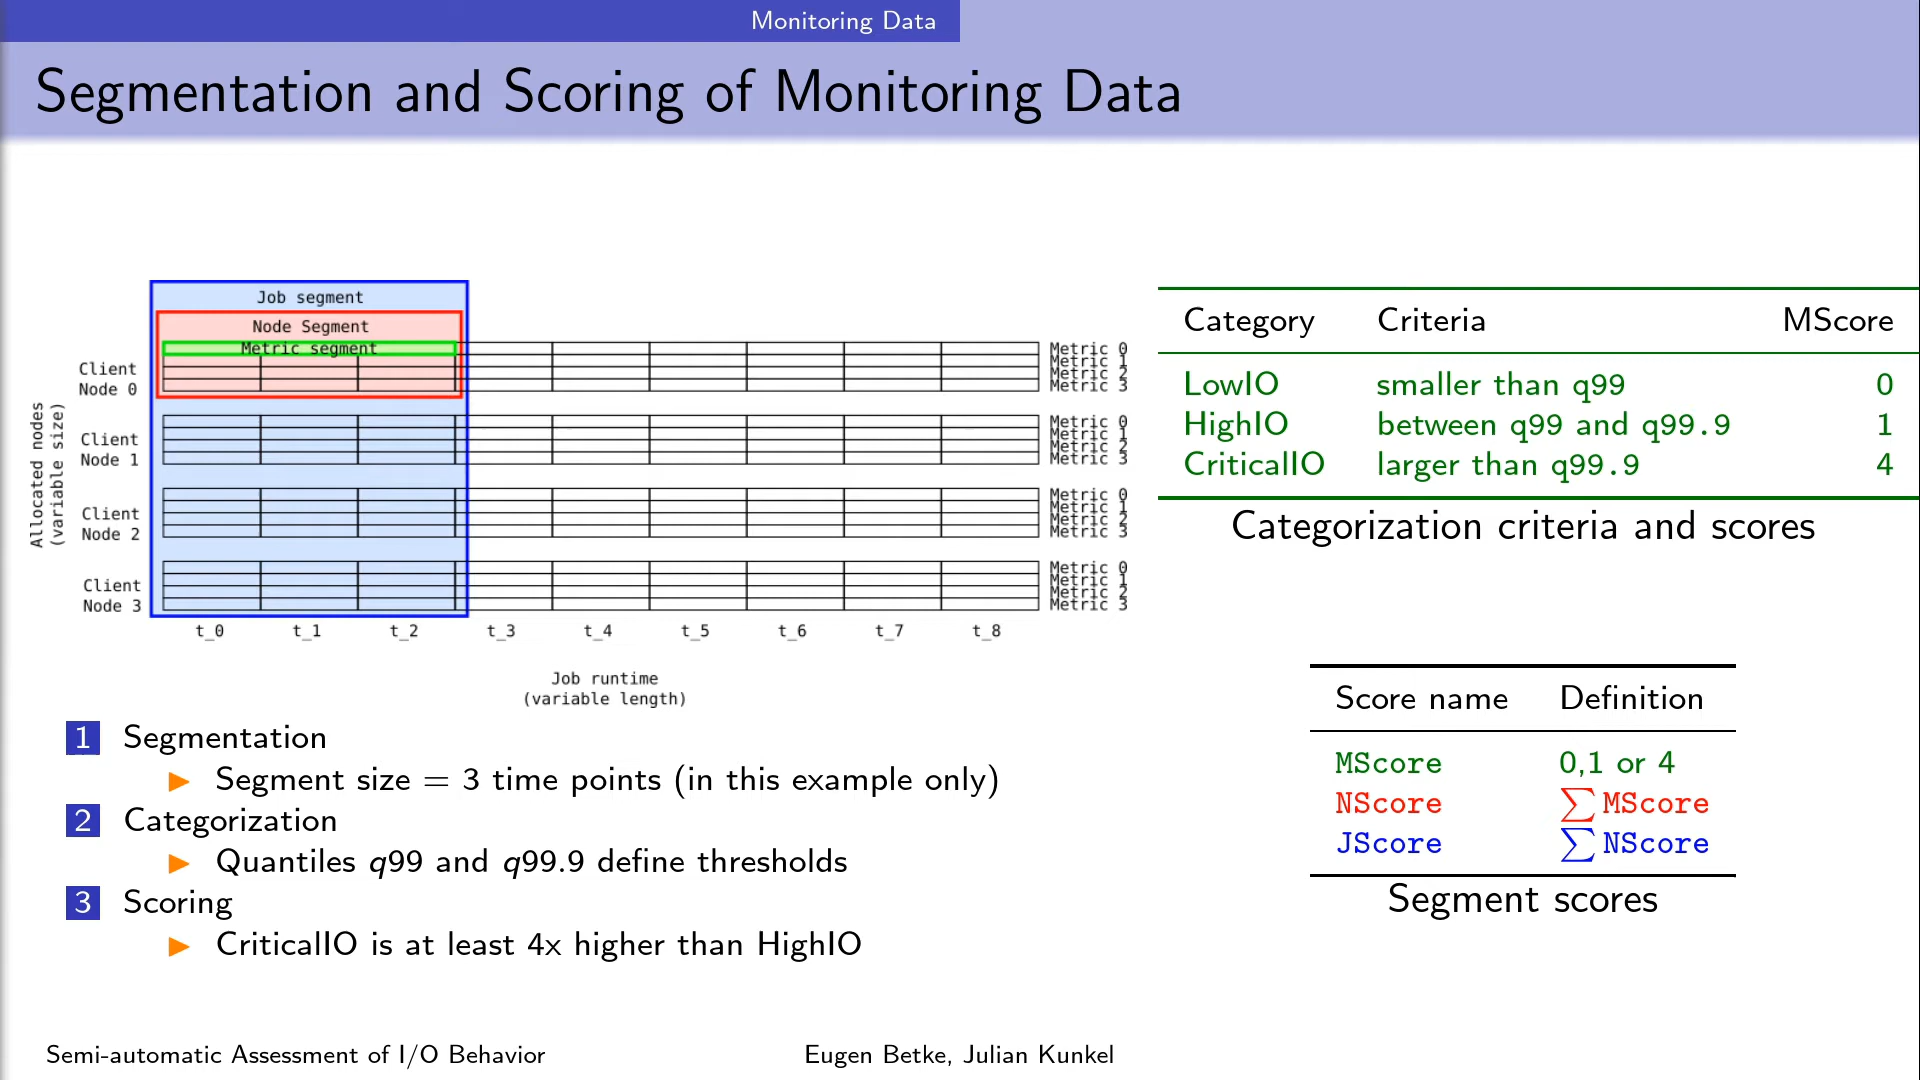 Monitoring Data
Segmentation and Scoring of Monitoring Data
Job segment
Node Segment
Metric segment
Allocated nodes
(variable size)
Client
Node 0
Metric 0
Metric 1
Metric 2
Metric 3
Client
Node 1
Metric 0
Metric 1
Metric 2
Metric 3
Client
Node 2
Metric 0
Metric 1
Metric 2
Metric 3
Client
Node 3
Metric 0
Metric 1
Metric 2
Metric 3
t_0 t_1 t_2 t_3 t_4 t_5 t_6 t_7 t_8
Job runtime
(variable length)
1 Segmentation
Segment size = 3 time points (in this example only)
2 Categorization
Quantiles q99 and q99.9 define thresholds
3 Scoring
CriticalIO is at least 4x higher than HighIO
Category Criteria MScore
LowIO smaller than q99 0
HighIO between q99 and q99.9 1
CriticalIO larger than q99.9 4
Categorization criteria and scores
Score name Definition
MScore 0,1 or 4
NScore ∑ MScore
JScore ∑ NScore
Segment scores
Semi-automatic Assessment of I/O Behavior Eugen Betke, Julian Kunkel